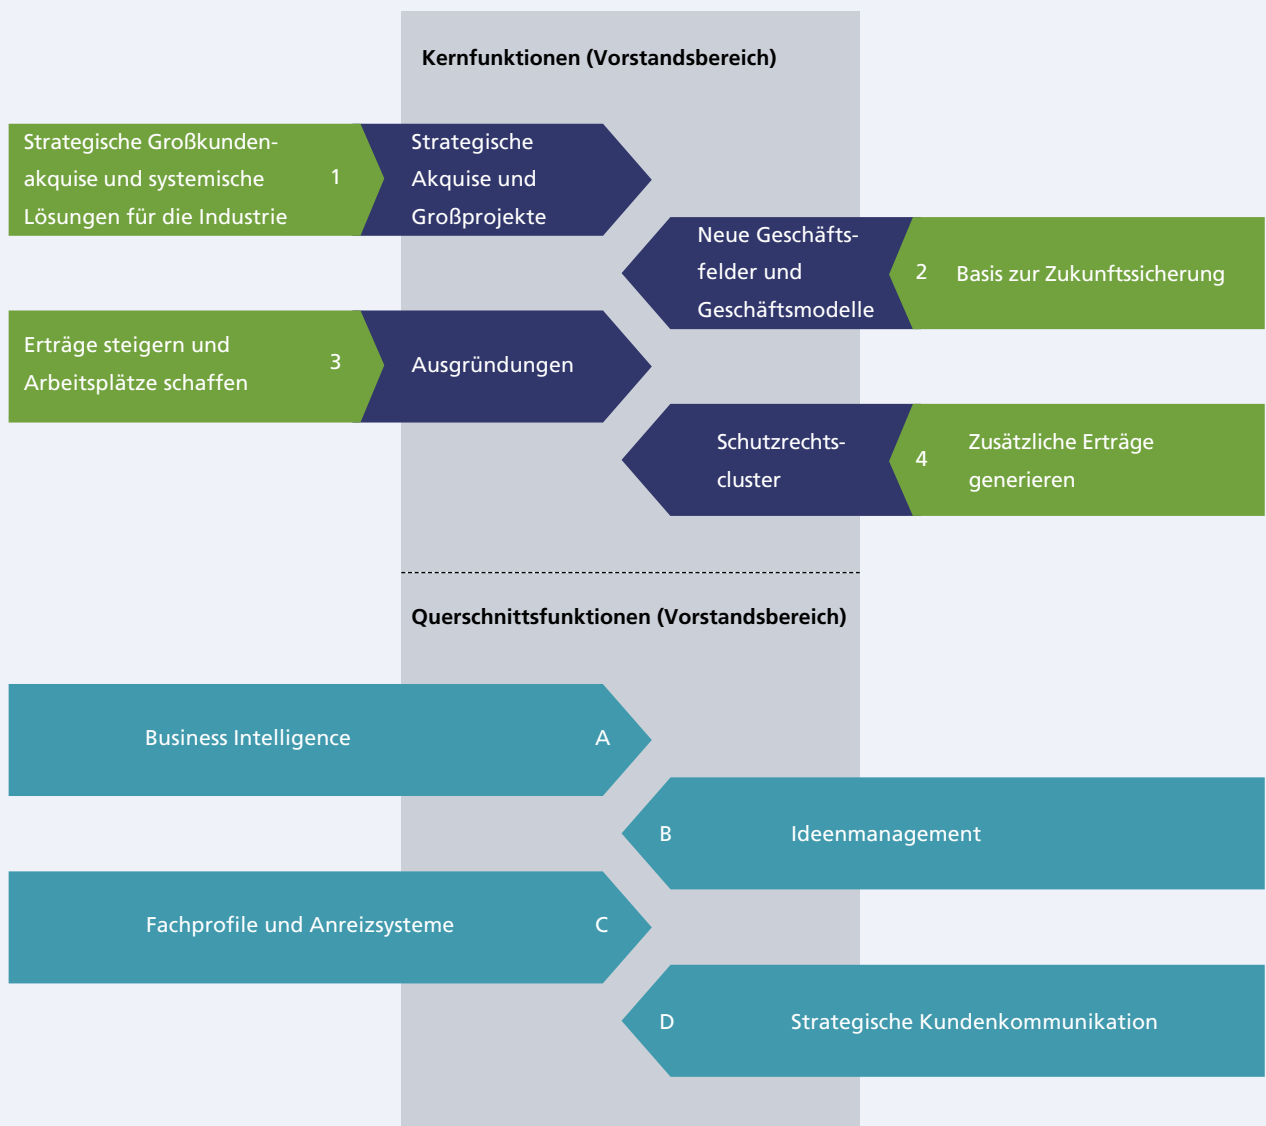 Kernfunktionen (Vorstandsbereich)
Strategische Großkunden-
akquise und systemische
Lösungen für die Industrie
1
Strategische
Akquise und
Großprojekte
Neue Geschäfts-
felder und
Geschäftsmodelle
2
Basis zur Zukunftssicherung
Erträge steigern und
Arbeitsplätze schaffen
3
Ausgründungen
Schutzrechts-
cluster
4
Zusätzliche Erträge
generieren
Querschnittsfunktionen (Vorstandsbereich)
Business Intelligence
A
B
Ideenmanagement
Fachprofile und Anreizsysteme
C
D
Strategische Kundenkommunikation